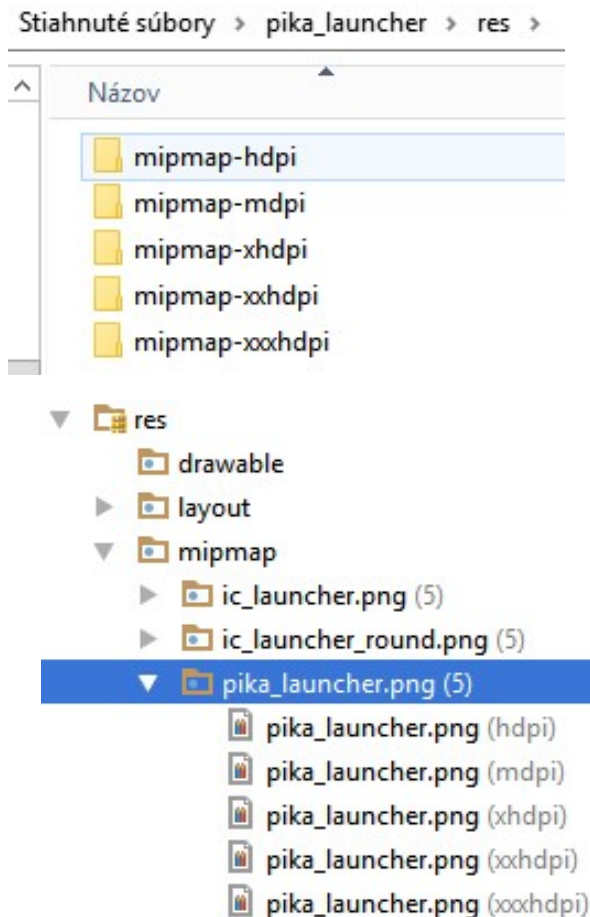 Stiahnuté súbory > pika_launcher > res >
Názov
mipmap-hdpi
mipmap-mdpi
mipmap-xhdpi
mipmap-xxhdpi
mipmap-xxxhdpi
res
drawable
layout
mipmap
ic_launcher.png (5)
ic_launcher_round.png (5)
pika_launcher.png (5)
pika_launcher.png (hdpi)
pika_launcher.png (mdpi)
pika_launcher.png (xhdpi)
pika_launcher.png (xxhdpi)
pika_launcher.png (xxxhdpi)